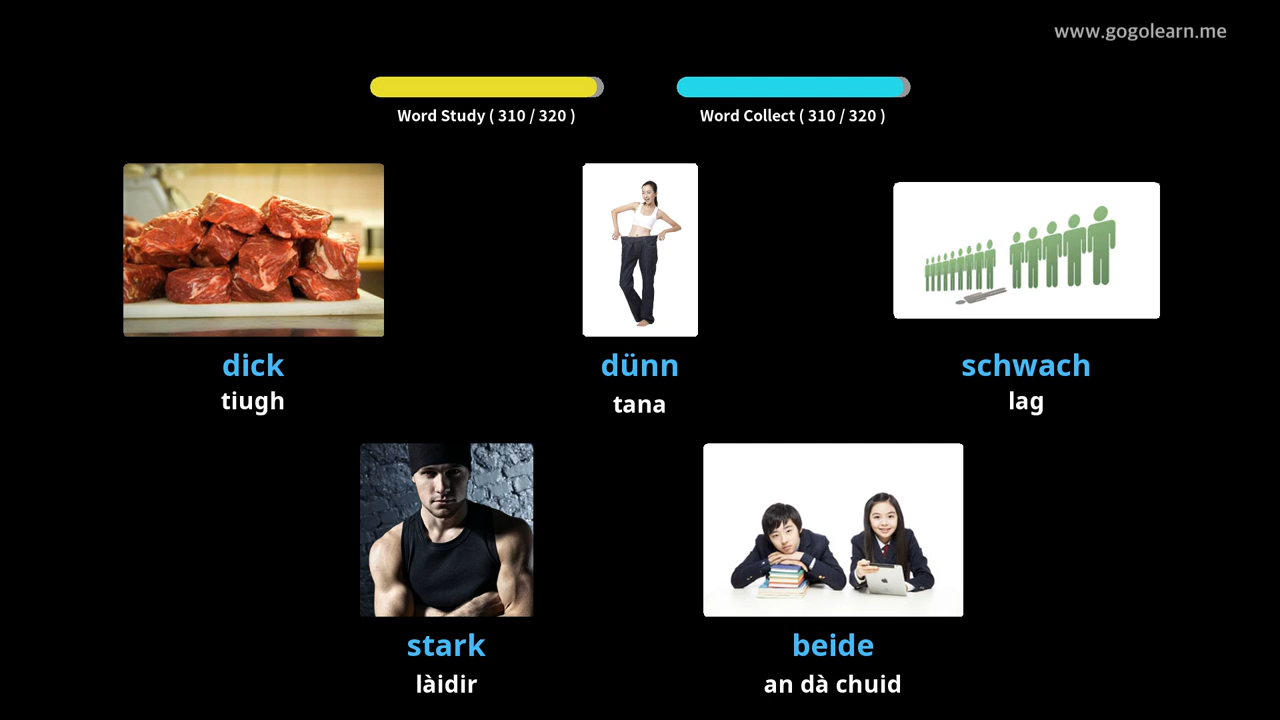 www.gogolearn.me
Word Study ( 310 / 320 )
Word Collect ( 310 / 320 )
dick
tiugh
dünn
tana
schwach
lag
stark
làidir
beide
an dà chuid